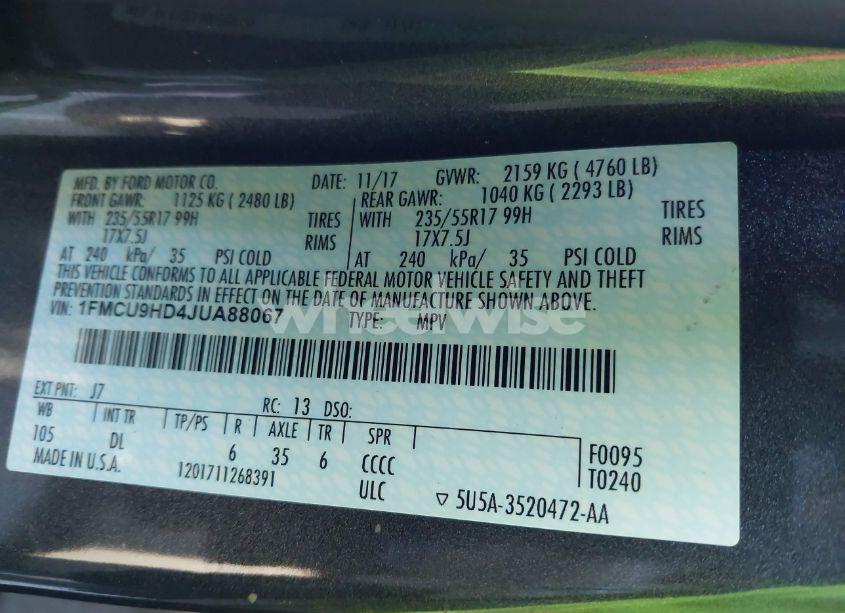 MFD. BY FORD MOTOR CO. DATE: 11/17 GVWR: 2159 KG ( 4760 LB)
FRONT GAWR: 1125 KG ( 2480 LB) REAR GAWR: 1040 KG ( 2293 LB)
WITH 235/55R17 99H TIRES WITH 235/55R17 99H TIRES
17X7.5J RIMS 17X7.5J RIMS
AT 240 kPa/ 35 PSI COLD AT 240 kPa/ 35 PSI COLD
THIS VEHICLE CONFORMS TO ALL APPLICABLE FEDERAL MOTOR VEHICLE SAFETY AND THEFT
PREVENTION STANDARDS IN EFFECT ON THE DATE OF MANUFACTURE SHOWN ABOVE.
VIN: 1FMCU9HD4JUA88067 TYPE: MPV
wheelwise
EXT PNT: J7 RC: 13 DSO:
WB INT TR TP/PS R AXLE TR SPR
105 DL 6 35 6 CCCC F0095
MADE IN U.S.A. 1201711268391 ULC T0240
5U5A-3520472-AA